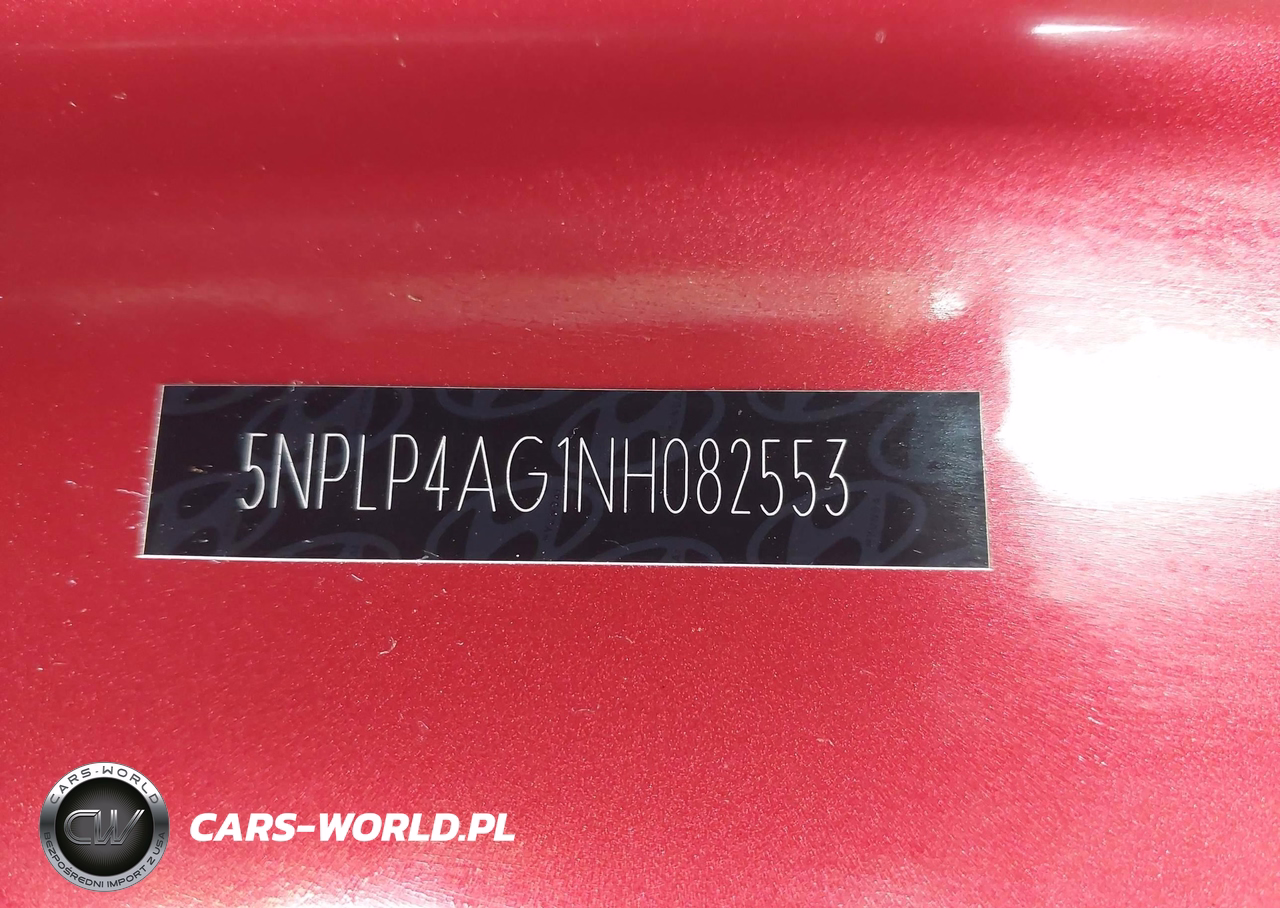 5NPLP4AG1NH082553
CARS-WORLD
CW
BEZPOŚREDNI IMPORT Z USA
CARS-WORLD.PL